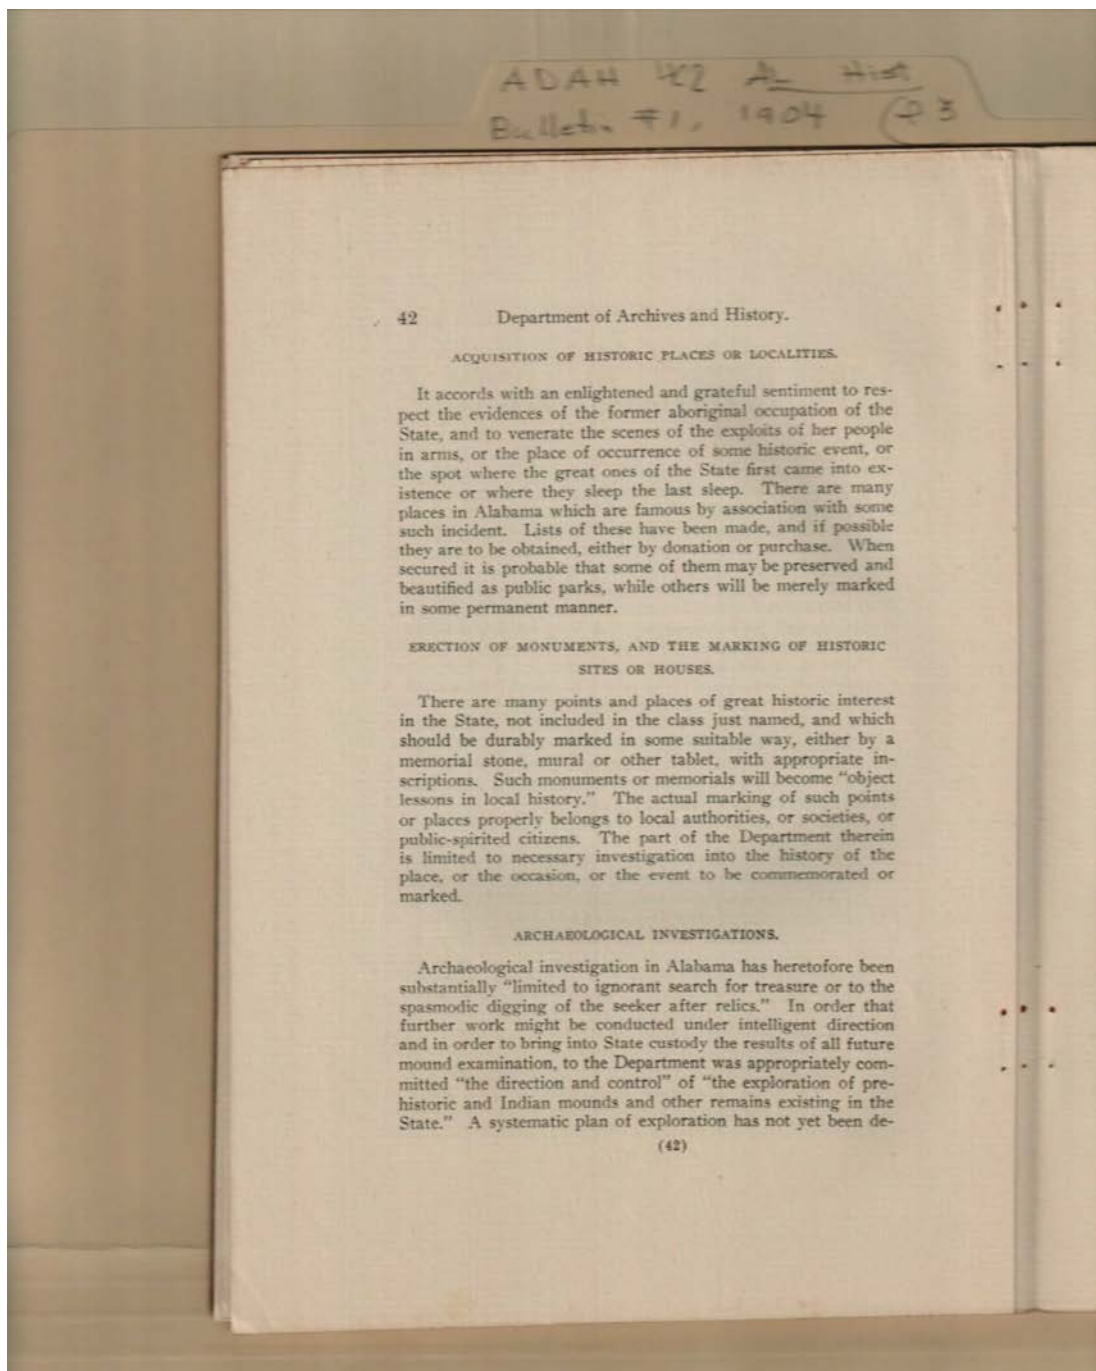 ADAH 42 AL Hist
Bulletin #1, 1904
42 Department of Archives and History.
ACQUISITION OF HISTORIC PLACES OR LOCALITIES.
It accords with an enlightened and grateful sentiment to res-
pect the evidences of the former aboriginal occupation of the
State, and to venerate the scenes of the exploits of her people
in arms, or the place of occurrence of some historic event, or
the spot where the great ones of the State first came into ex-
istence or where they sleep the last sleep. There are many
places in Alabama which are famous by association with some
such incident. Lists of these have been made, and if possible
they are to be obtained, either by donation or purchase. When
secured it is probable that some of them may be preserved and
beautified as public parks, while others will be merely marked
in some permanent manner.
ERECTION OF MONUMENTS, AND THE MARKING OF HISTORIC
SITES OR HOUSES.
There are many points and places of great historic interest
in the State, not included in the class just named, and which
should be durably marked in some suitable way, either by a
memorial stone, mural or other tablet, with appropriate in-
scriptions. Such monuments or memorials will become "object
lessons in local history." The actual marking of such points
or places properly belongs to local authorities, or societies, or
public-spirited citizens. The part of the Department therein
is limited to necessary investigation into the history of the
place, or the occasion, or the event to be commemorated or
marked.
ARCHAEOLOGICAL INVESTIGATIONS.
Archaeological investigation in Alabama has heretofore been
substantially "limited to ignorant search for treasure or to the
spasmodic digging of the seeker after relics." In order that
further work might be conducted under intelligent direction
and in order to bring into State custody the results of all future
mound examination, to the Department was appropriately com-
mitted "the direction and control" of "the exploration of pre-
historic and Indian mounds and other remains existing in the
State." A systematic plan of exploration has not yet been de-
(42)